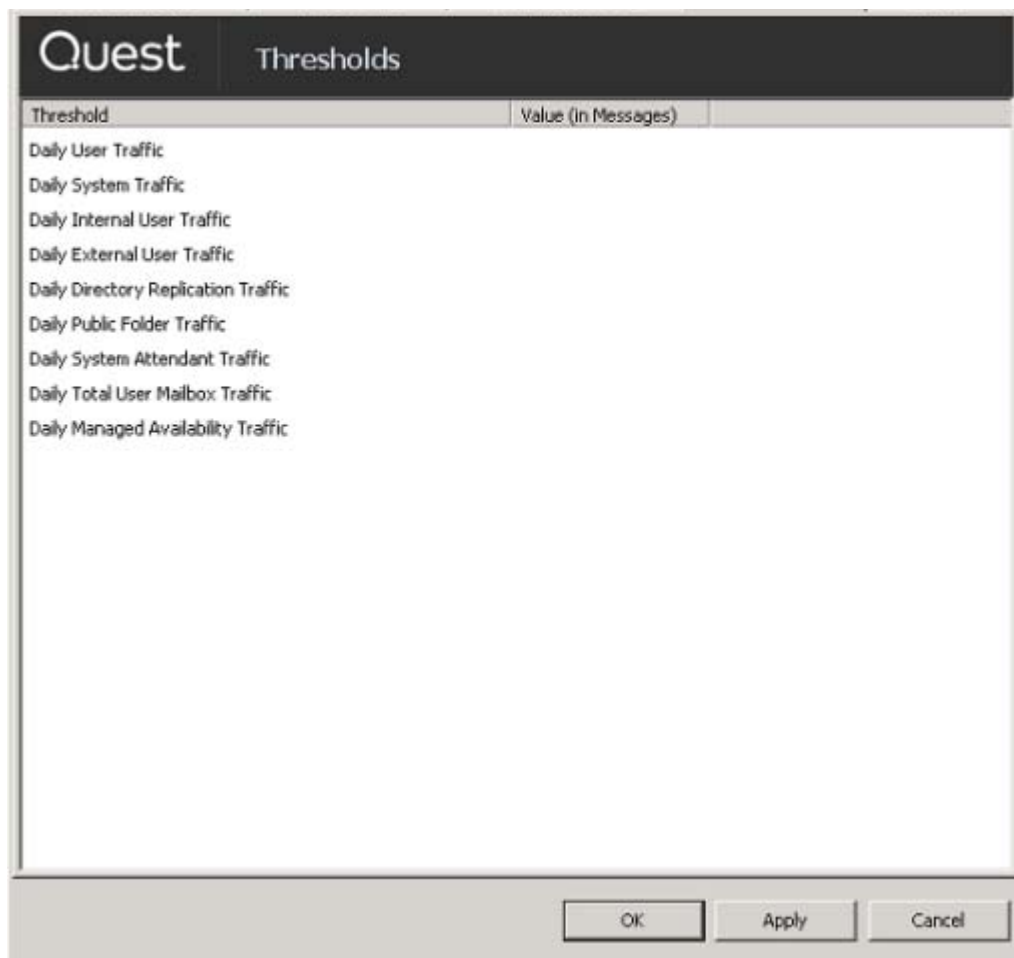 Quest Thresholds
Threshold Value (in Messages)
Daily User Traffic
Daily System Traffic
Daily Internal User Traffic
Daily External User Traffic
Daily Directory Replication Traffic
Daily Public Folder Traffic
Daily System Attendant Traffic
Daily Total User Mailbox Traffic
Daily Managed Availability Traffic
OK Apply Cancel